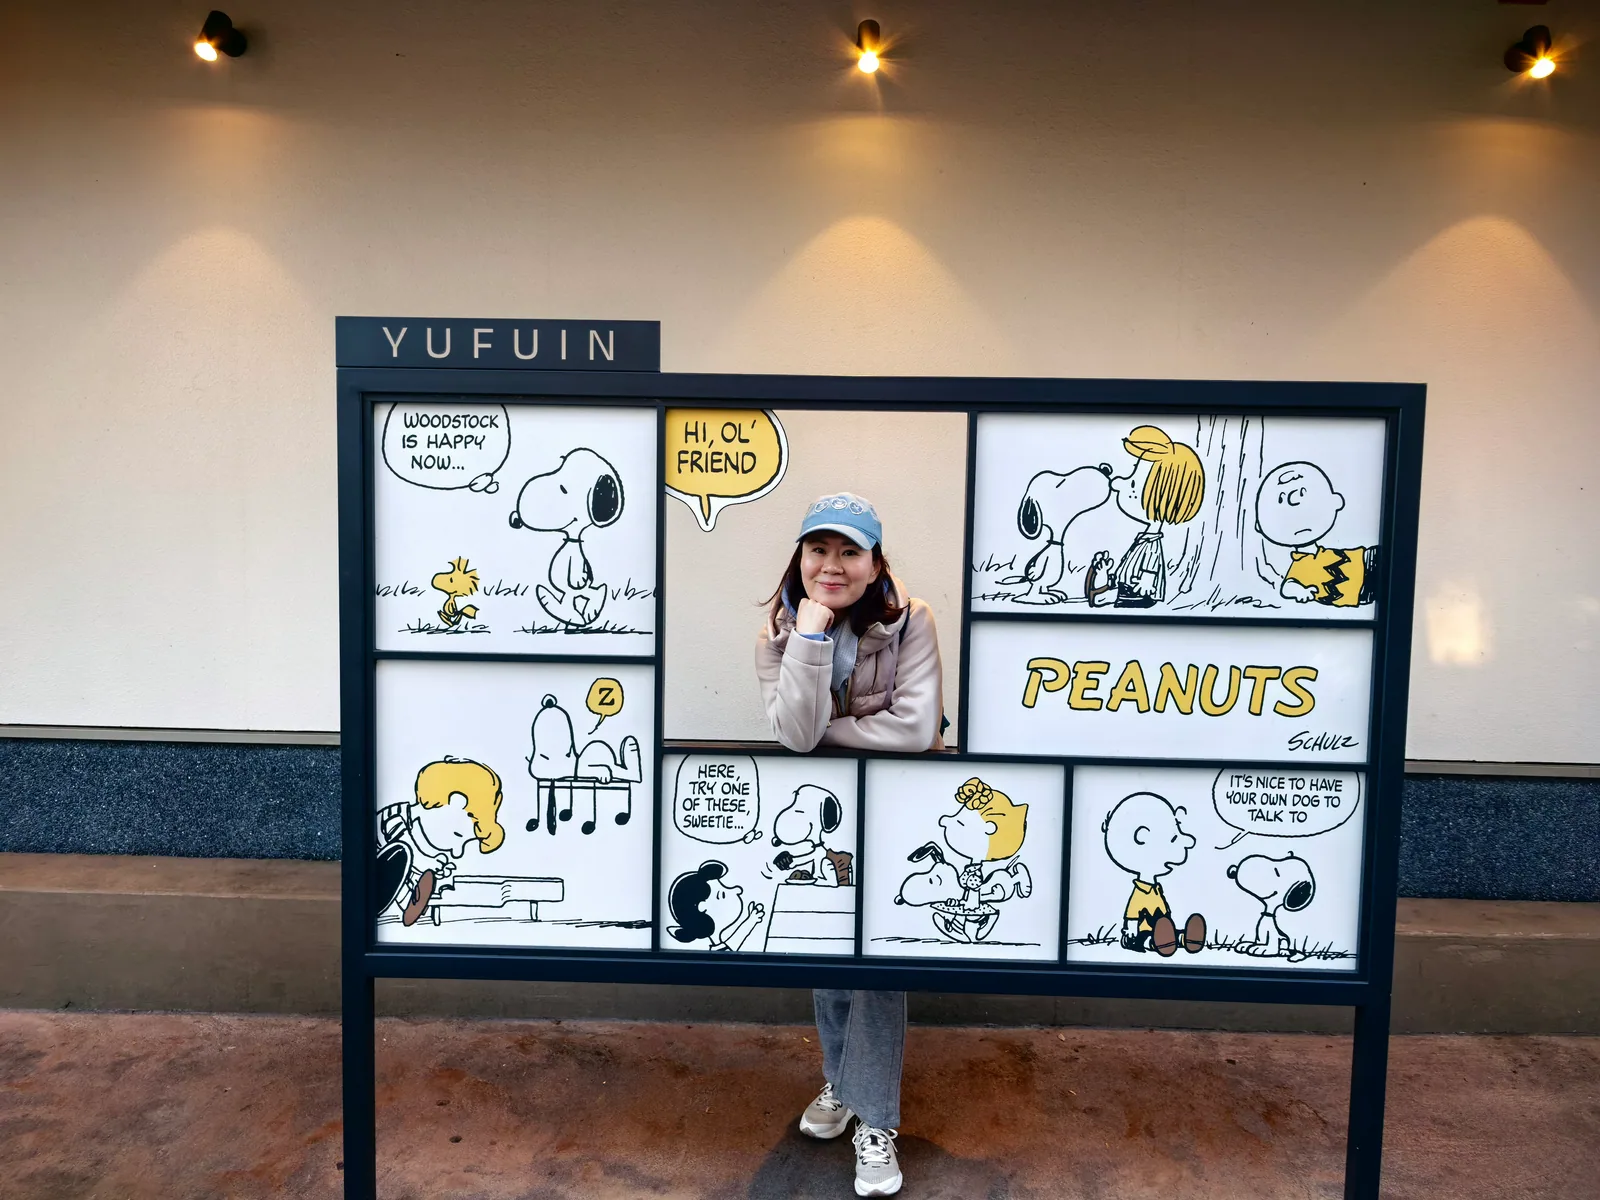 YUFUIN
WOODSTOCK
IS HAPPY
NOW...
HI, OL'
FRIEND
PEANUTS
SCHULZ
Z
HERE,
TRY ONE
OF THESE,
SWEETIE...
IT'S NICE TO HAVE
YOUR OWN DOG TO
TALK TO